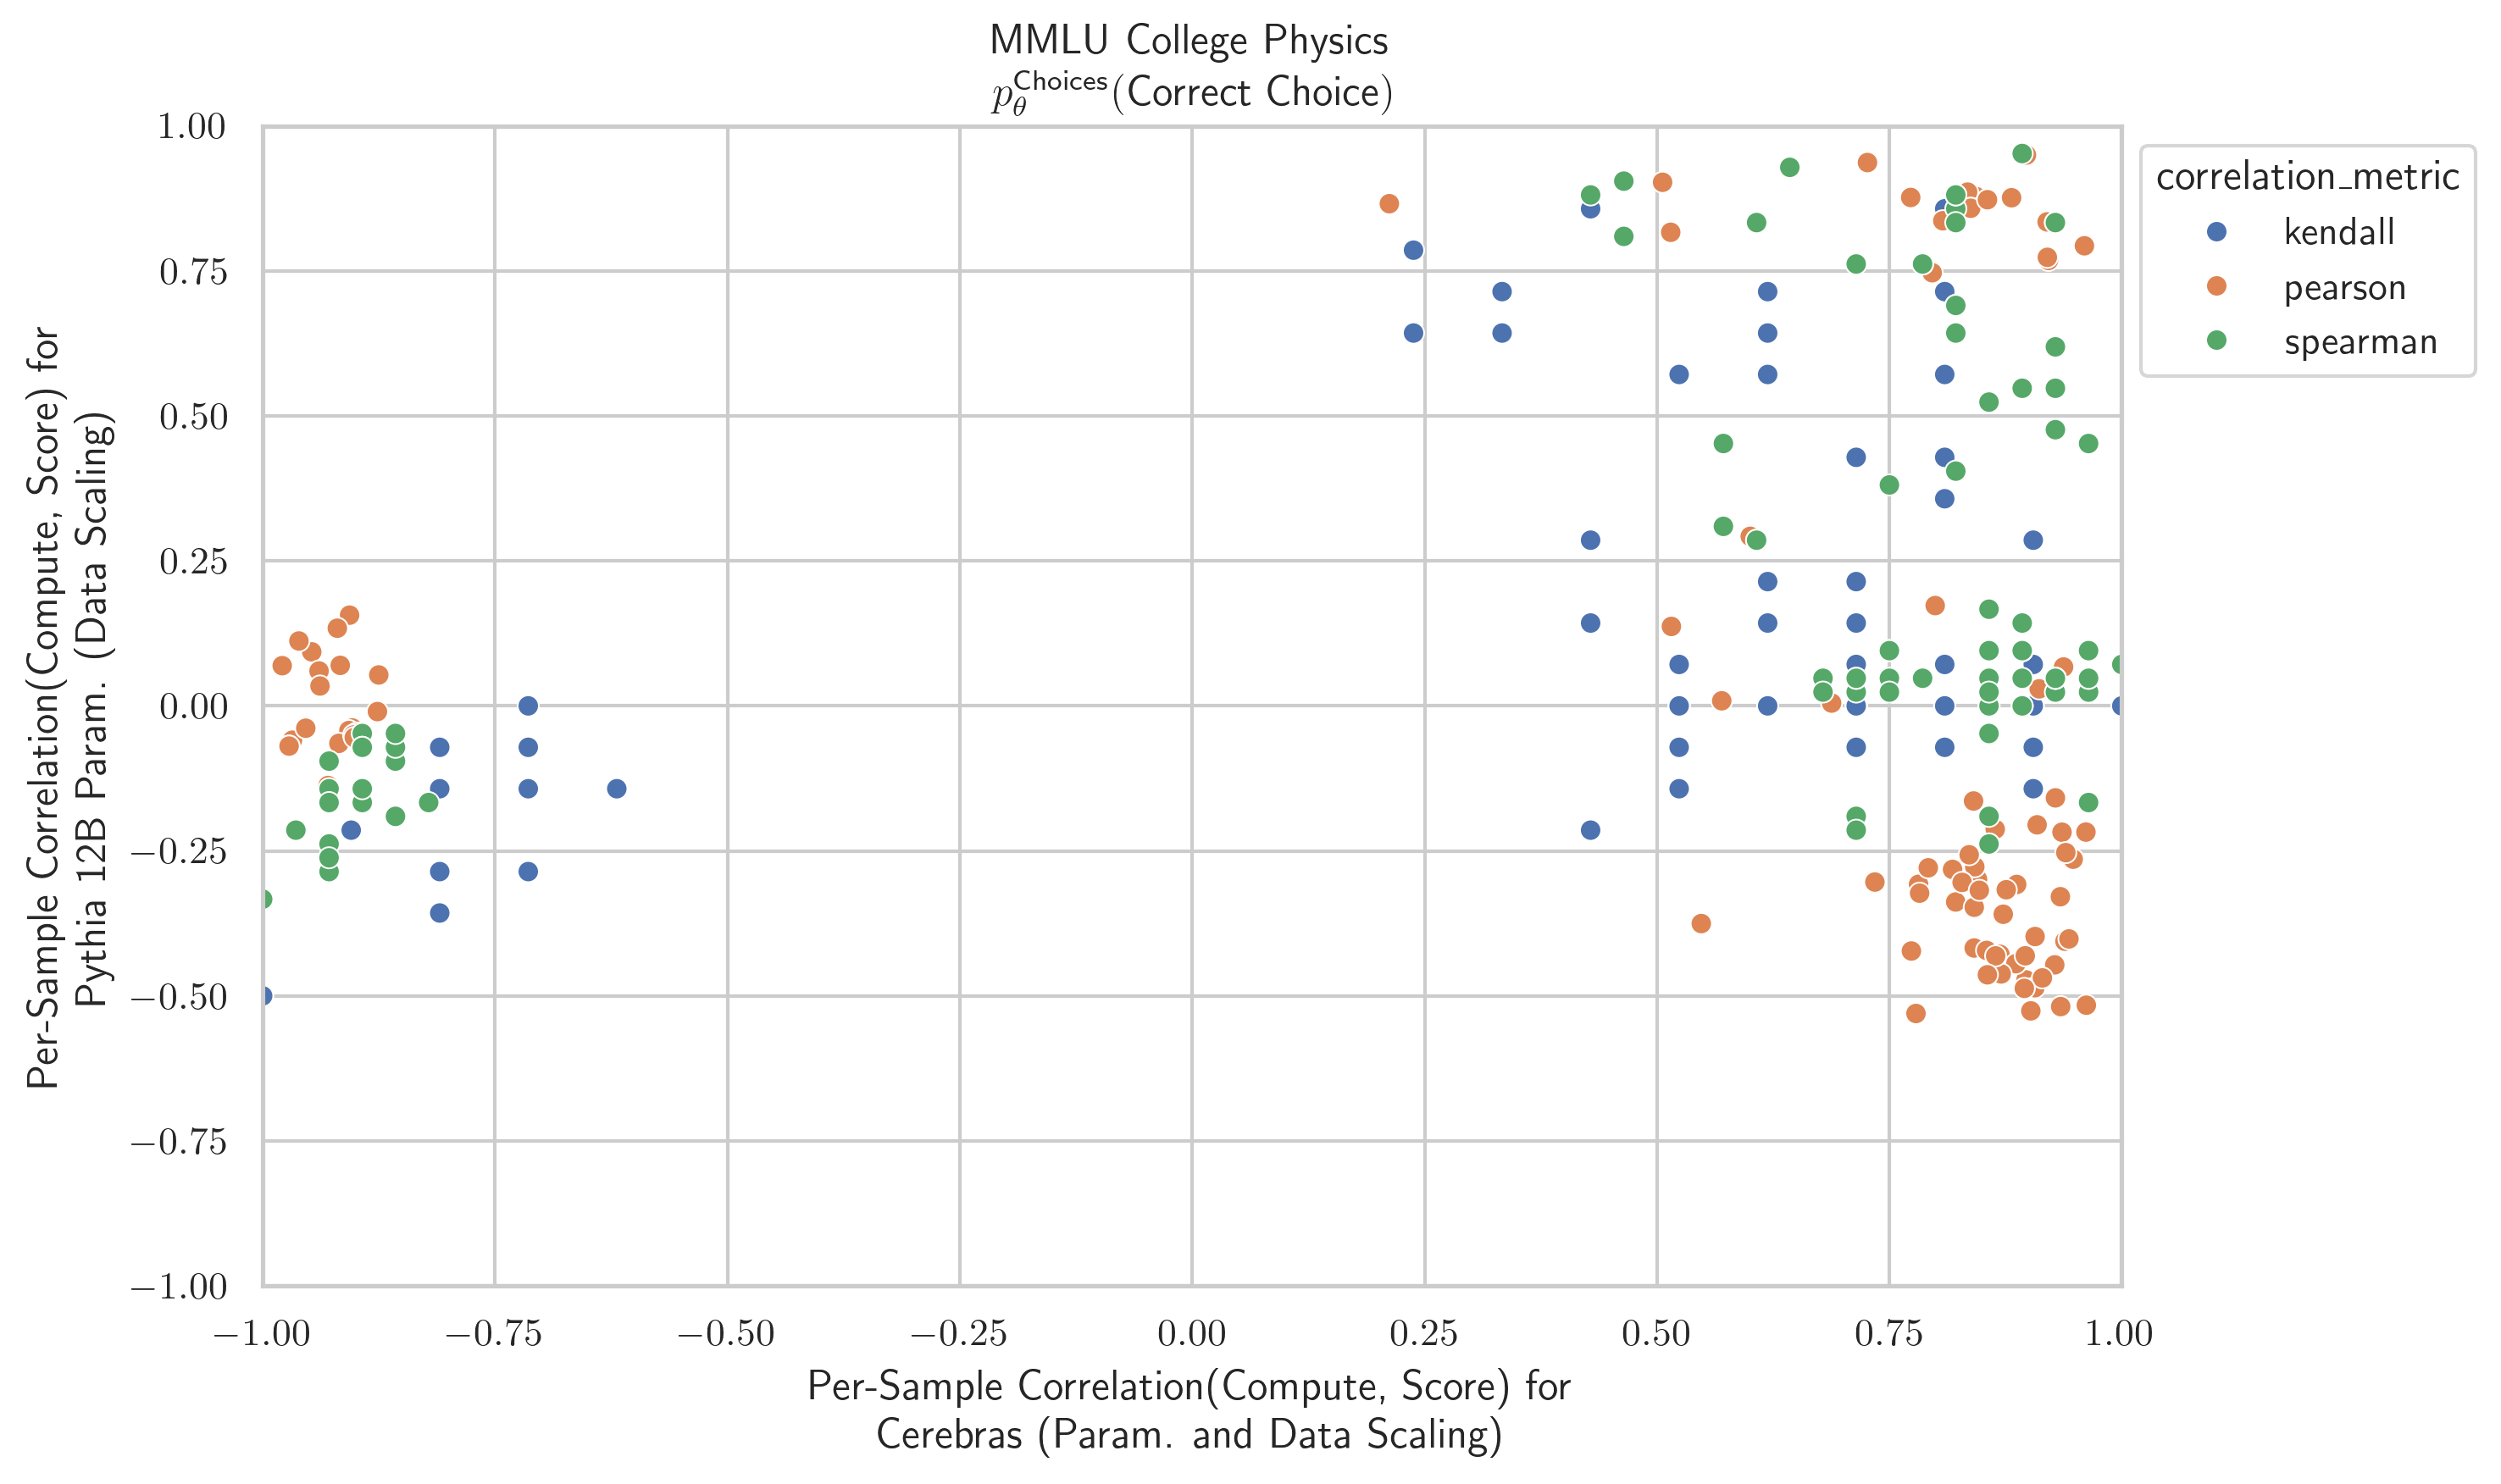 MMLU College Physics
p_θ^Choices(Correct Choice)
1.00
0.75
0.50
0.25
0.00
−0.25
−0.50
−0.75
−1.00
Per-Sample Correlation(Compute, Score) for
Pythia 12B Param. (Data Scaling)
correlation_metric
kendall
pearson
spearman
−1.00 −0.75 −0.50 −0.25 0.00 0.25 0.50 0.75 1.00
Per-Sample Correlation(Compute, Score) for
Cerebras (Param. and Data Scaling)